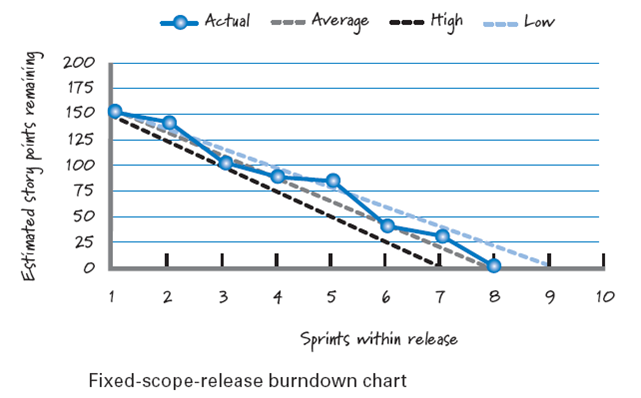 Actual Average High Low
Estimated story points remaining
200
175
150
125
100
75
50
25
0
1 2 3 4 5 6 7 8 9 10
Sprints within release
Fixed-scope-release burndown chart